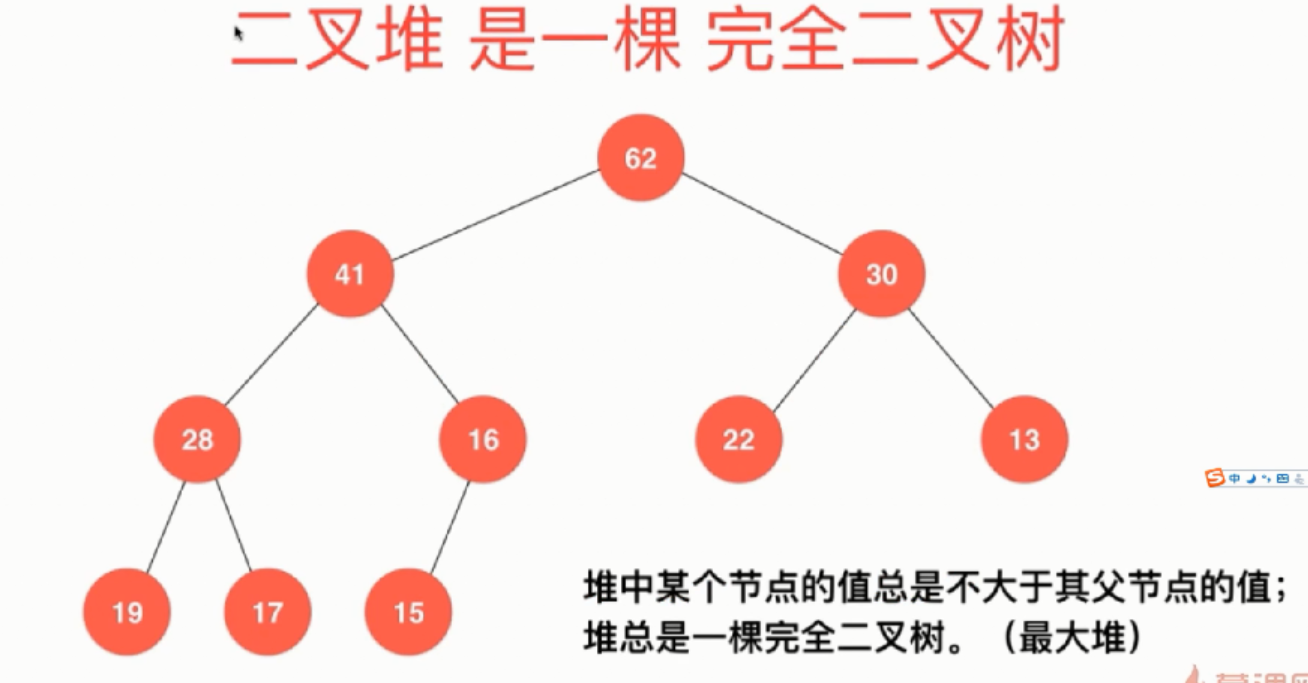 二叉堆 是一棵 完全二叉树
62
41
30
28
16
22
13
中
19
17
15
堆中某个节点的值总是不大于其父节点的值；
堆总是一棵完全二叉树。（最大堆）